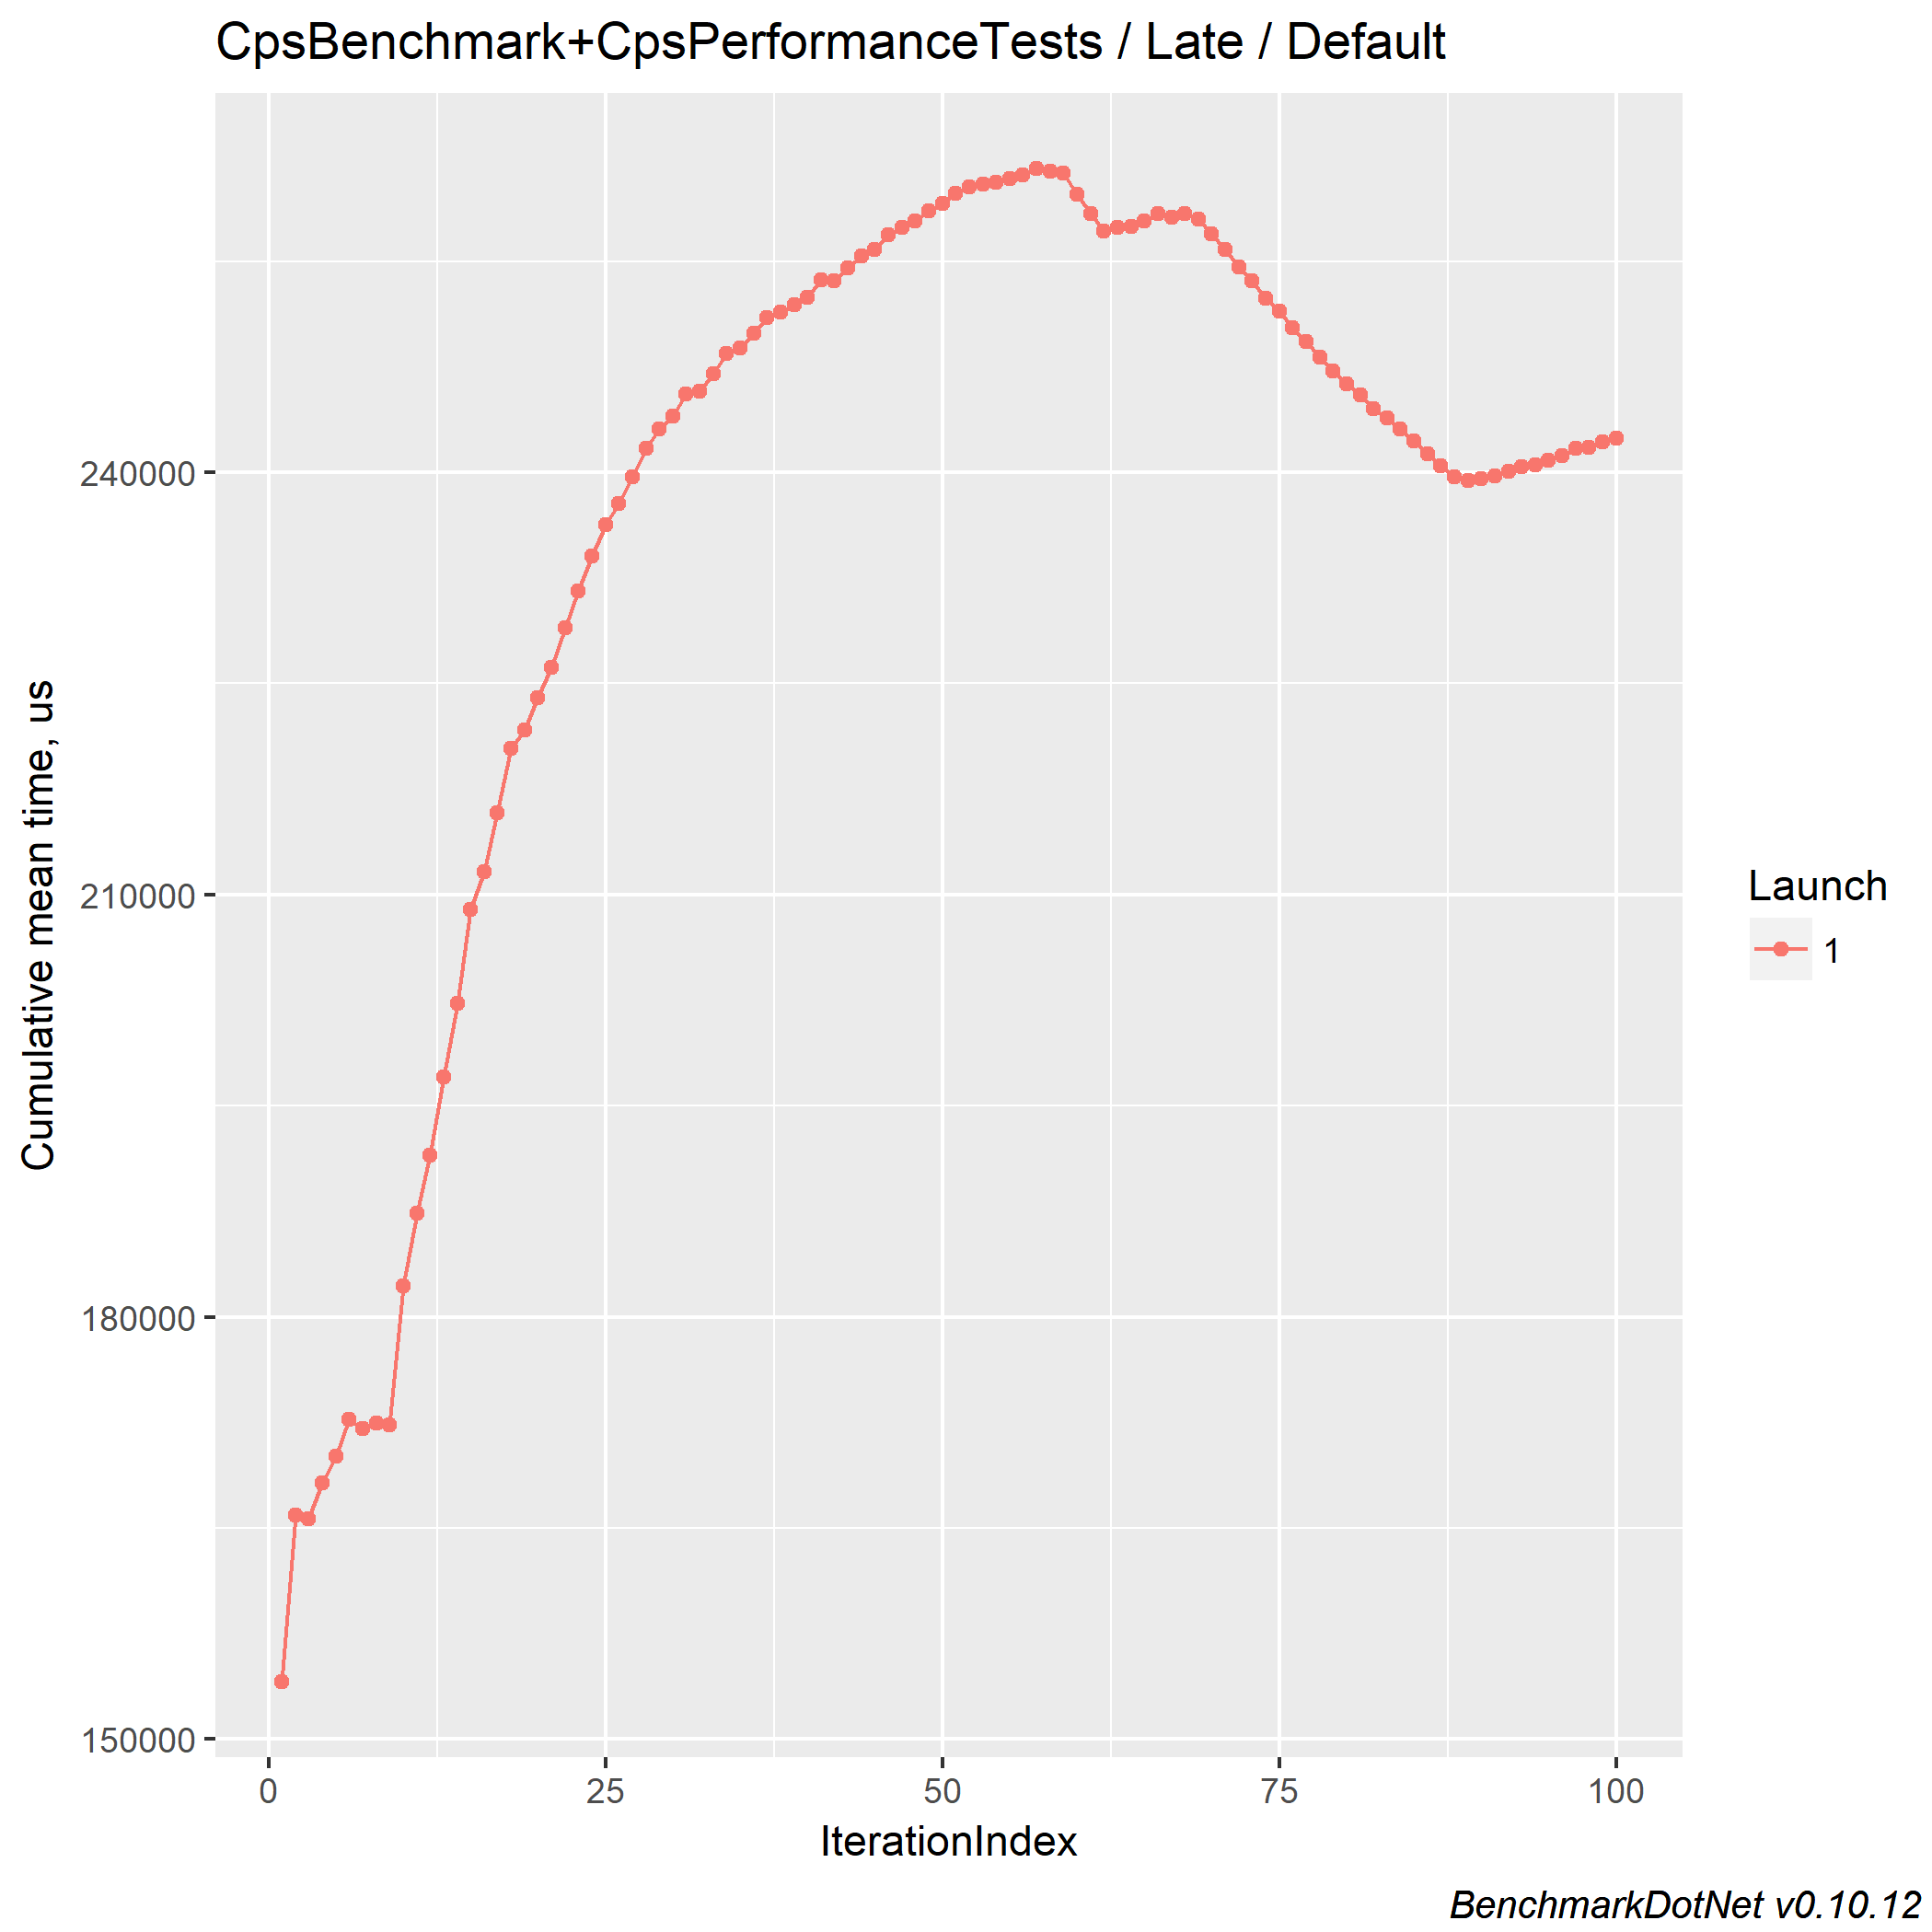 CpsBenchmark+CpsPerformanceTests / Late / Default
Cumulative mean time, us
240000
210000
180000
150000
0 25 50 75 100
IterationIndex
Launch
1
BenchmarkDotNet v0.10.12